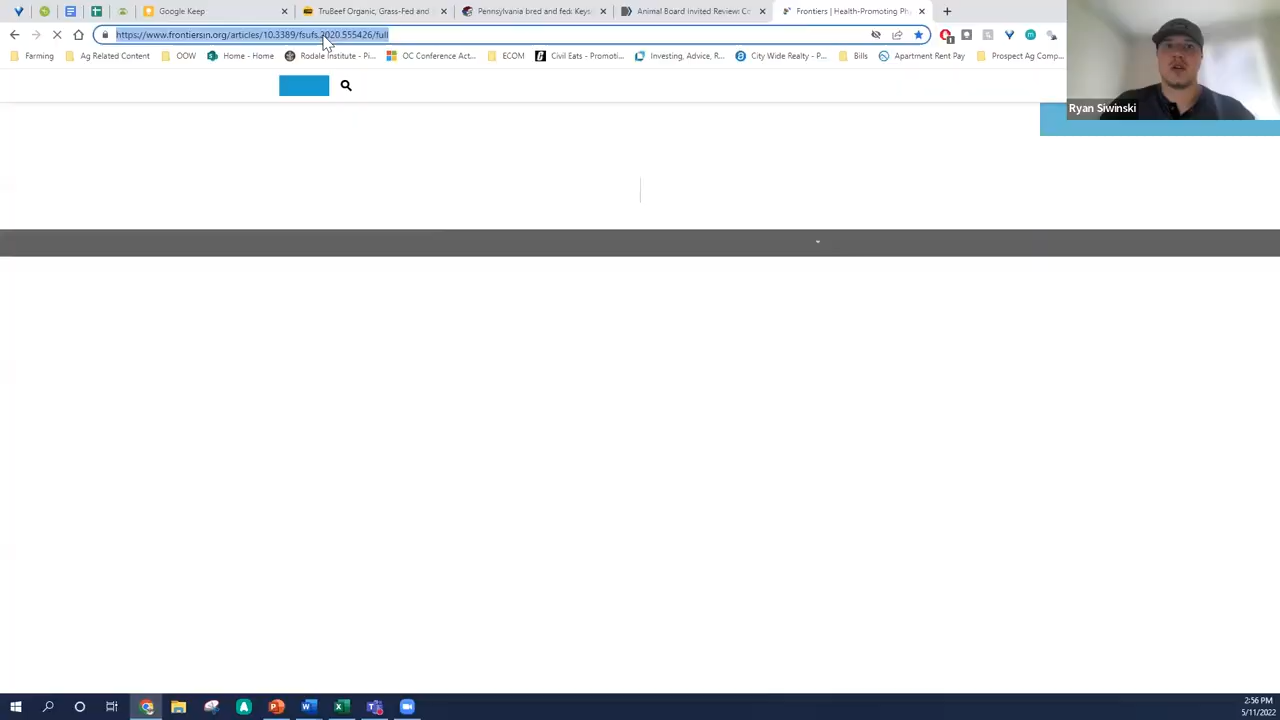 Google Keep
TruBeef Organic, Grass-Fed and
Pennsylvania bred and fed: Keys
Animal Board Invited Review: C
Frontiers | Health-Promoting Ph
https://www.frontiersin.org/articles/10.3389/fsufs.2020.555426/full
Farming
Ag Related Content
OOW
Home - Home
Rodale Institute - Pi...
OC Conference Act...
ECOM
Civil Eats - Promoti...
Investing, Advice, R...
City Wide Realty - P...
Bills
Apartment Rent Pay
Prospect Ag Comp...
Ryan Siwinski
2:56 PM
5/11/2022